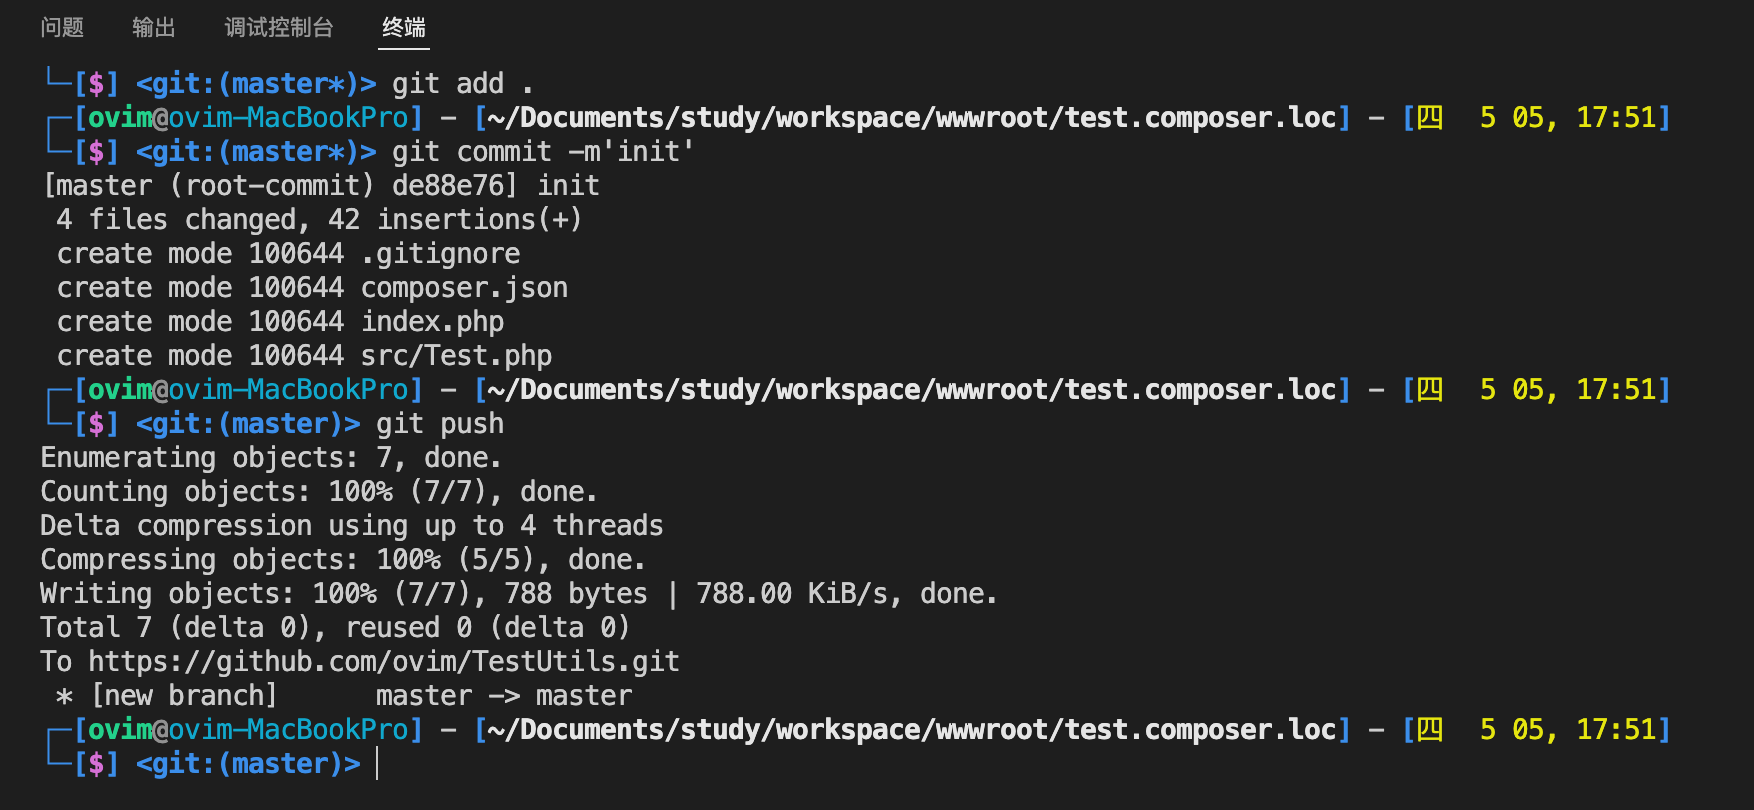 问题 输出 调试控制台 终端
└─[$] <git:(master*)> git add .
┌─[ovim@ovim-MacBookPro] - [~/Documents/study/workspace/wwwroot/test.composer.loc] - [四  5 05, 17:51]
└─[$] <git:(master*)> git commit -m'init'
[master (root-commit) de88e76] init
 4 files changed, 42 insertions(+)
 create mode 100644 .gitignore
 create mode 100644 composer.json
 create mode 100644 index.php
 create mode 100644 src/Test.php
┌─[ovim@ovim-MacBookPro] - [~/Documents/study/workspace/wwwroot/test.composer.loc] - [四  5 05, 17:51]
└─[$] <git:(master)> git push
Enumerating objects: 7, done.
Counting objects: 100% (7/7), done.
Delta compression using up to 4 threads
Compressing objects: 100% (5/5), done.
Writing objects: 100% (7/7), 788 bytes | 788.00 KiB/s, done.
Total 7 (delta 0), reused 0 (delta 0)
To https://github.com/ovim/TestUtils.git
 * [new branch]      master -> master
┌─[ovim@ovim-MacBookPro] - [~/Documents/study/workspace/wwwroot/test.composer.loc] - [四  5 05, 17:51]
└─[$] <git:(master)>